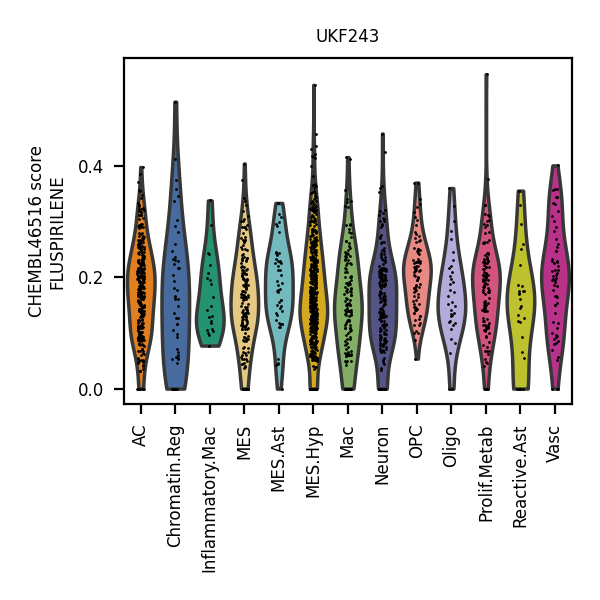 UKF243
CHEMBL46516 score
FLUSPIRILENE
0.4
0.2
0.0
AC
Chromatin.Reg
Inflammatory.Mac
MES
MES.Ast
MES.Hyp
Mac
Neuron
OPC
Oligo
Prolif.Metab
Reactive.Ast
Vasc